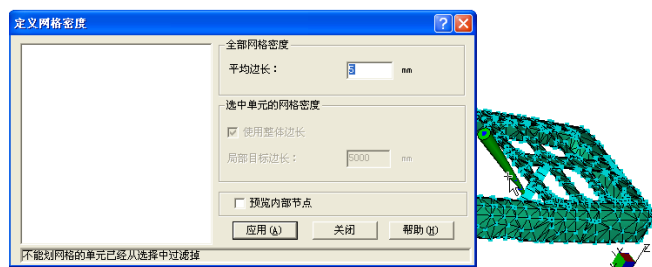 定义网格密度
全部网格密度
平均边长： 5 mm
选中单元的网格密度
使用整体边长
局部目标边长： 5000 mm
预览内部节点
应用(A) 关闭 帮助(H)
不能划网格的单元已经从选择中过滤掉
X Z